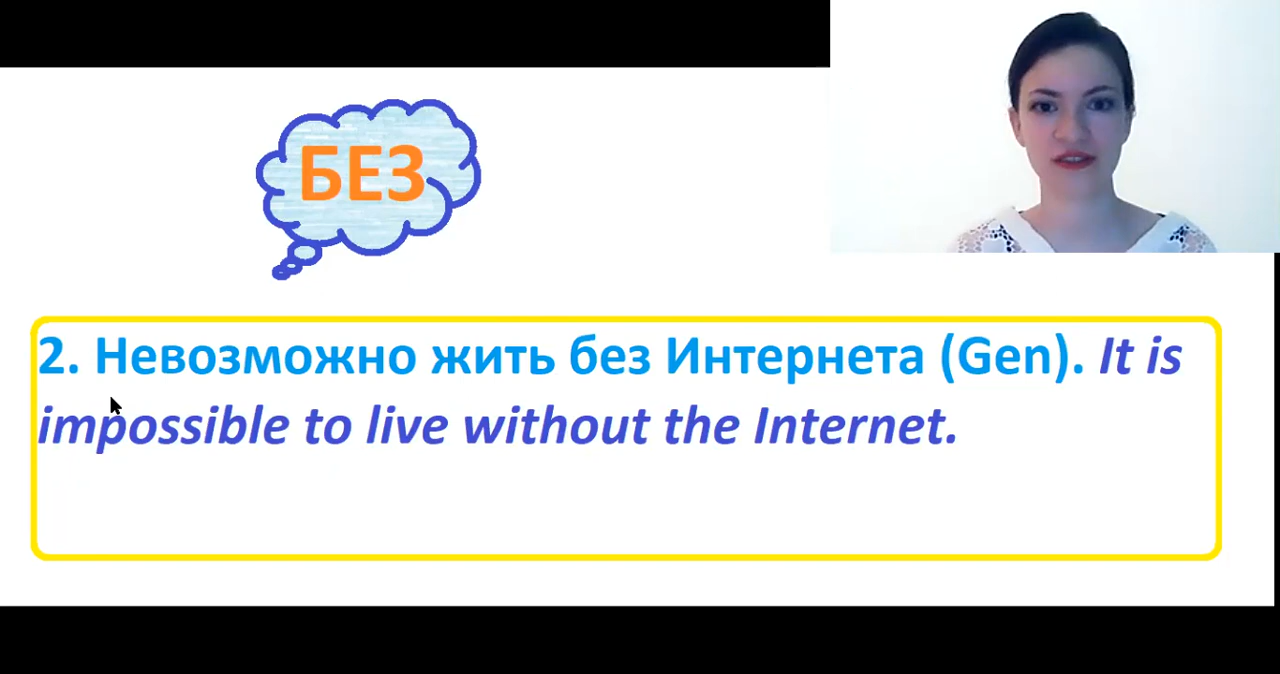 БЕЗ
2. Невозможно жить без Интернета (Gen). It is
impossible to live without the Internet.